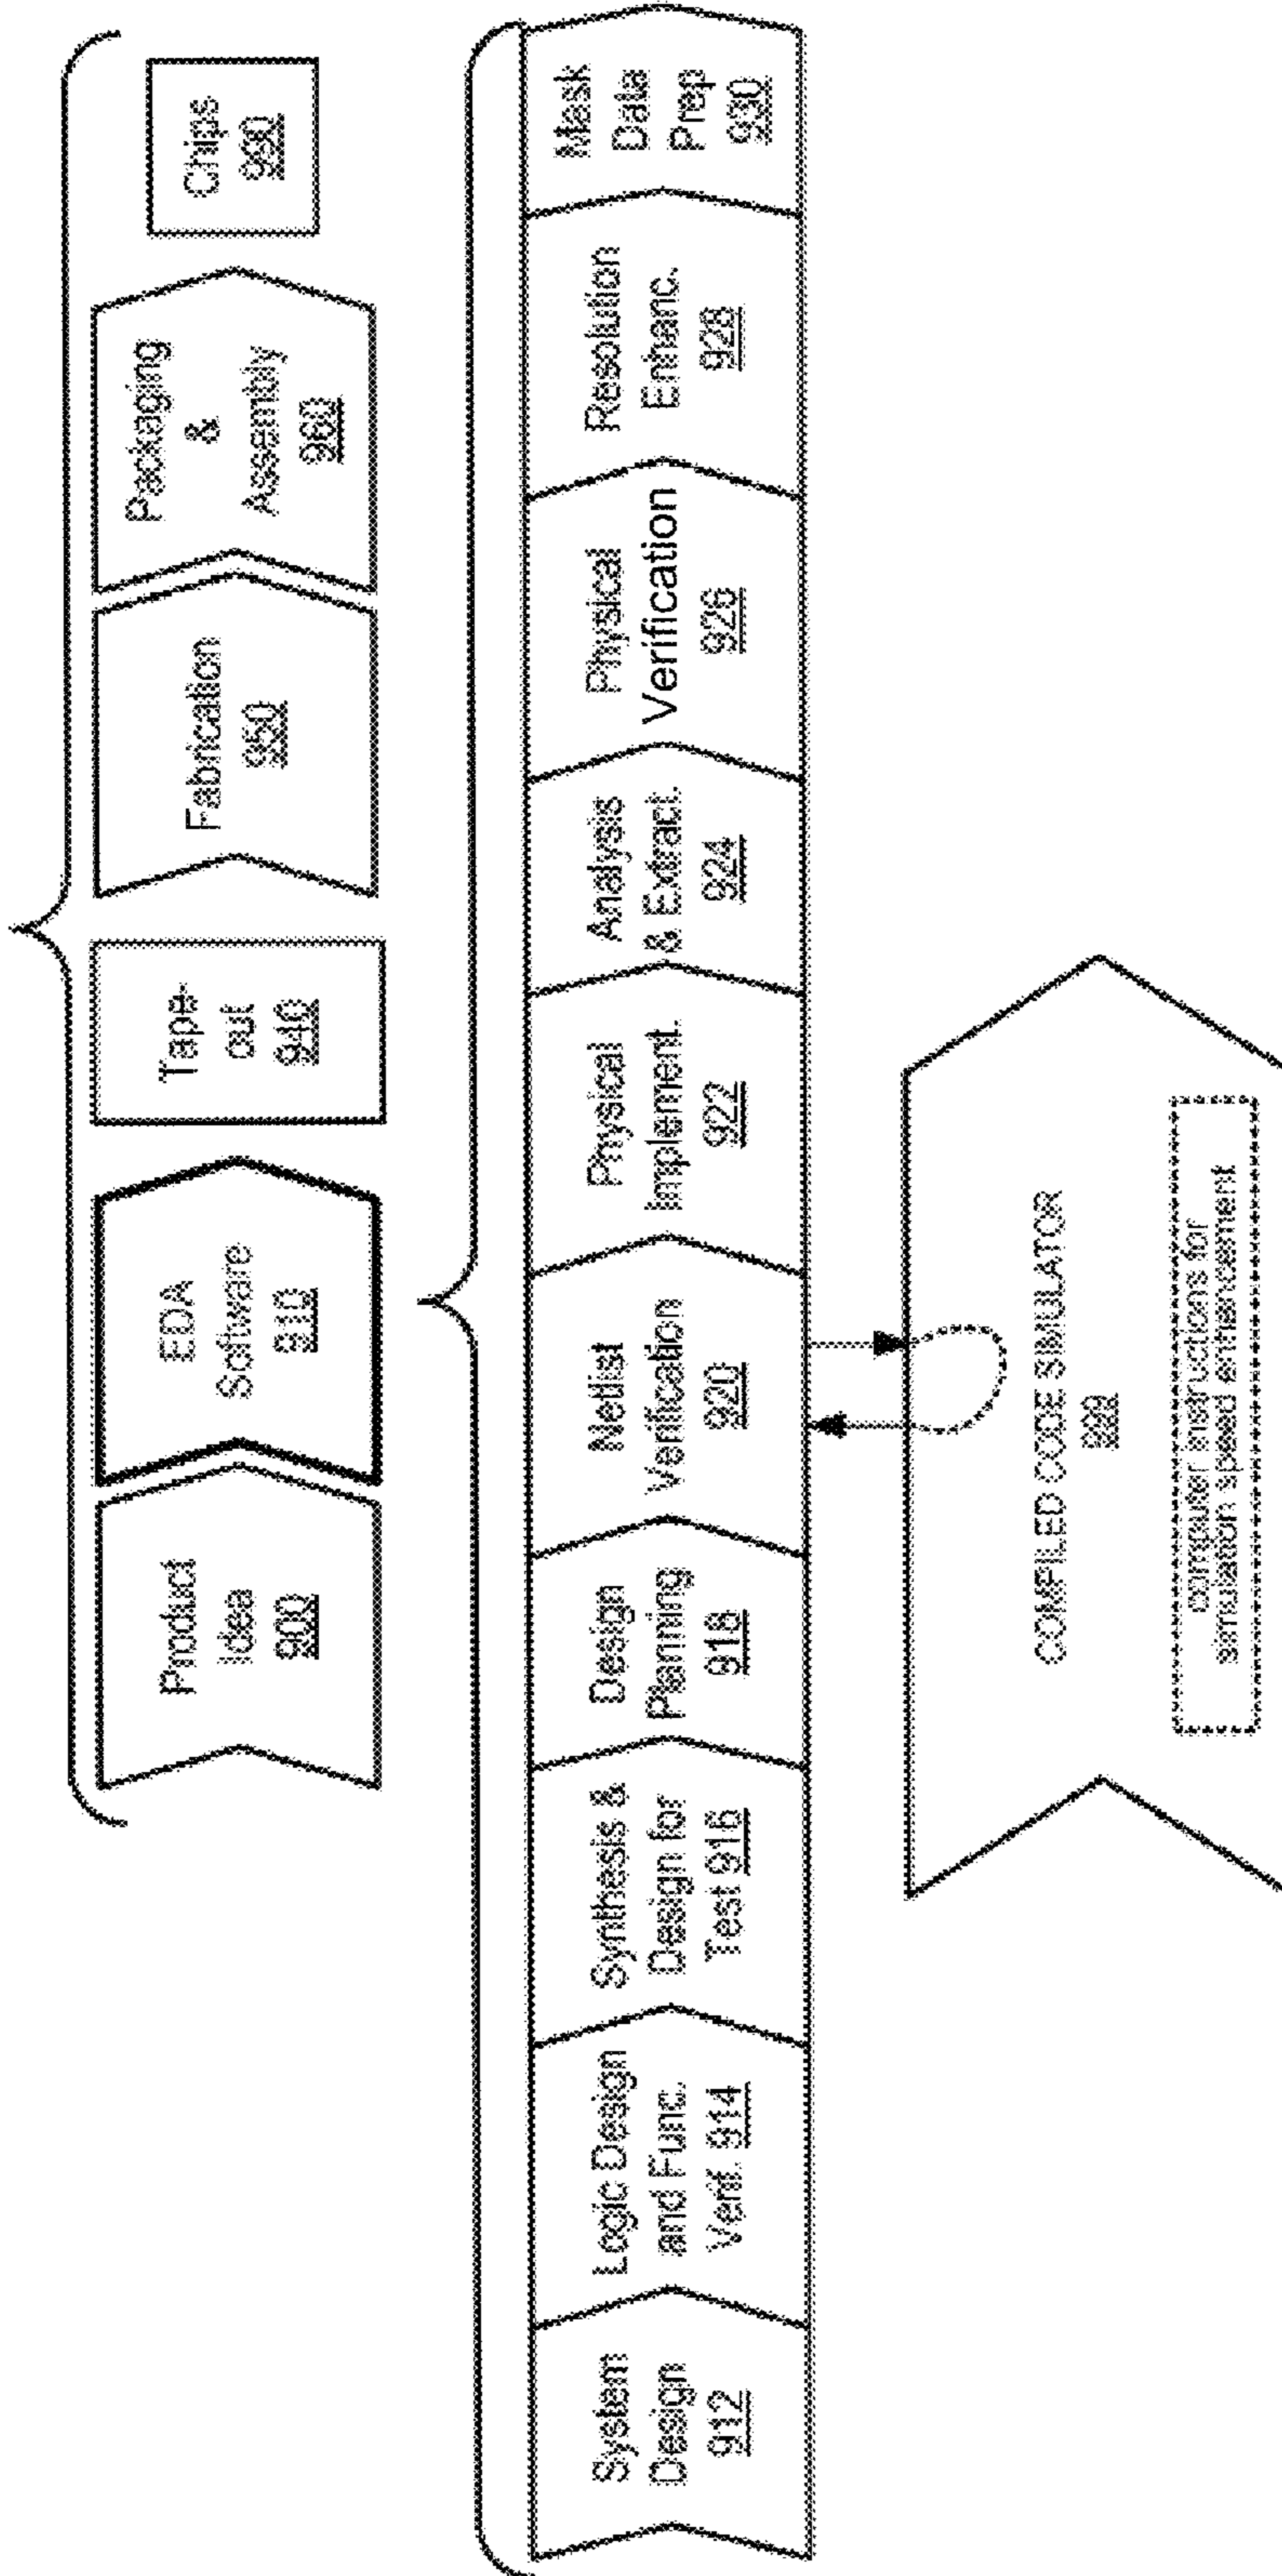 Product
Idea
900
EDA
Software
910
Tape-
out
940
Fabrication
950
Packaging
&
Assembly
960
Chips
990
System
Design
912
Logic Design
and Func.
Verif. 914
Synthesis &
Design for
Test 916
Design
Planning
918
Netlist
Verification
920
Physical
Implement.
922
Analysis
& Extract.
924
Physical
Verification
926
Resolution
Enhanc.
928
Mask
Data
Prep
930
COMPILED CODE SIMULATOR
computer instructions for
simulation speed enhancement